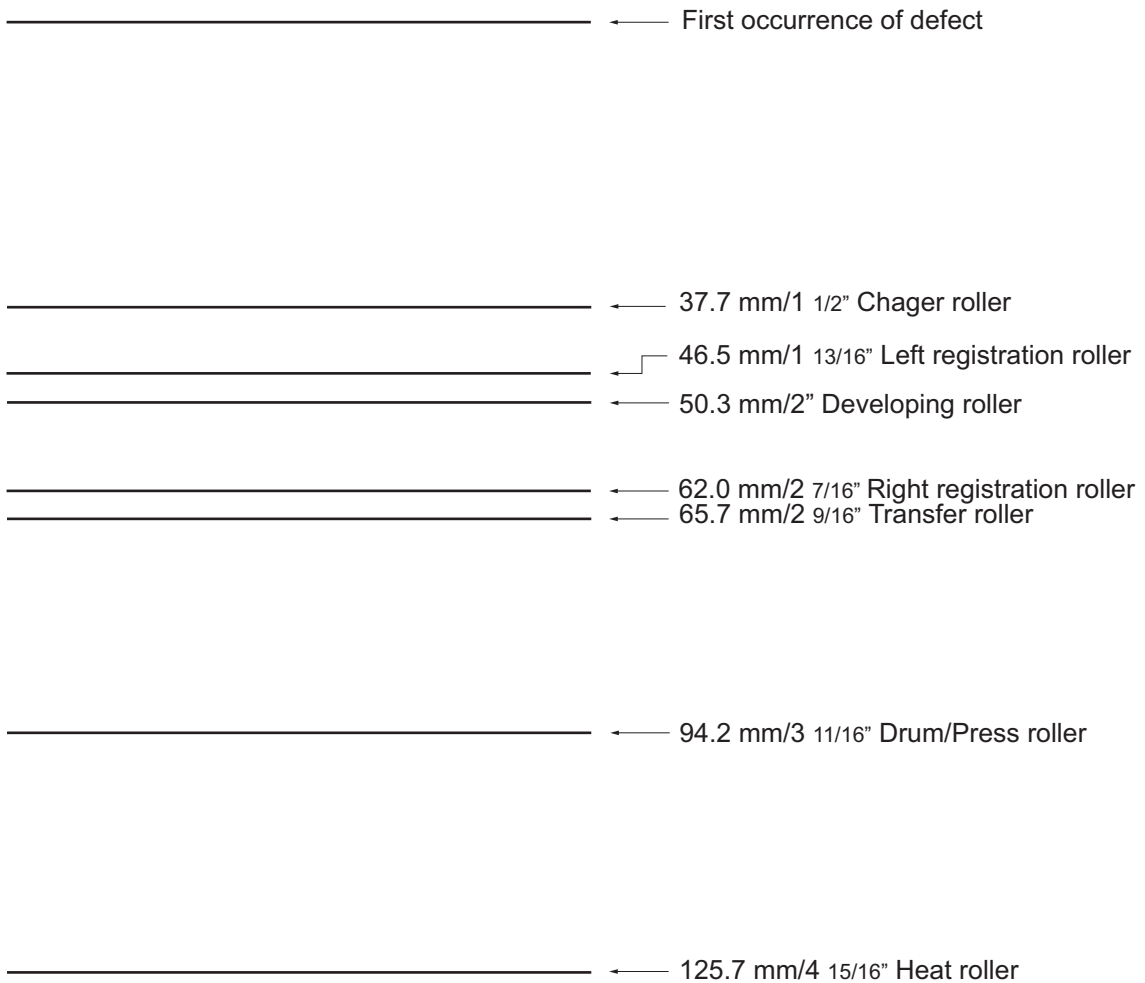 First occurrence of defect
37.7 mm/1 1/2” Chager roller
46.5 mm/1 13/16” Left registration roller
50.3 mm/2” Developing roller
62.0 mm/2 7/16” Right registration roller
65.7 mm/2 9/16” Transfer roller
94.2 mm/3 11/16” Drum/Press roller
125.7 mm/4 15/16” Heat roller